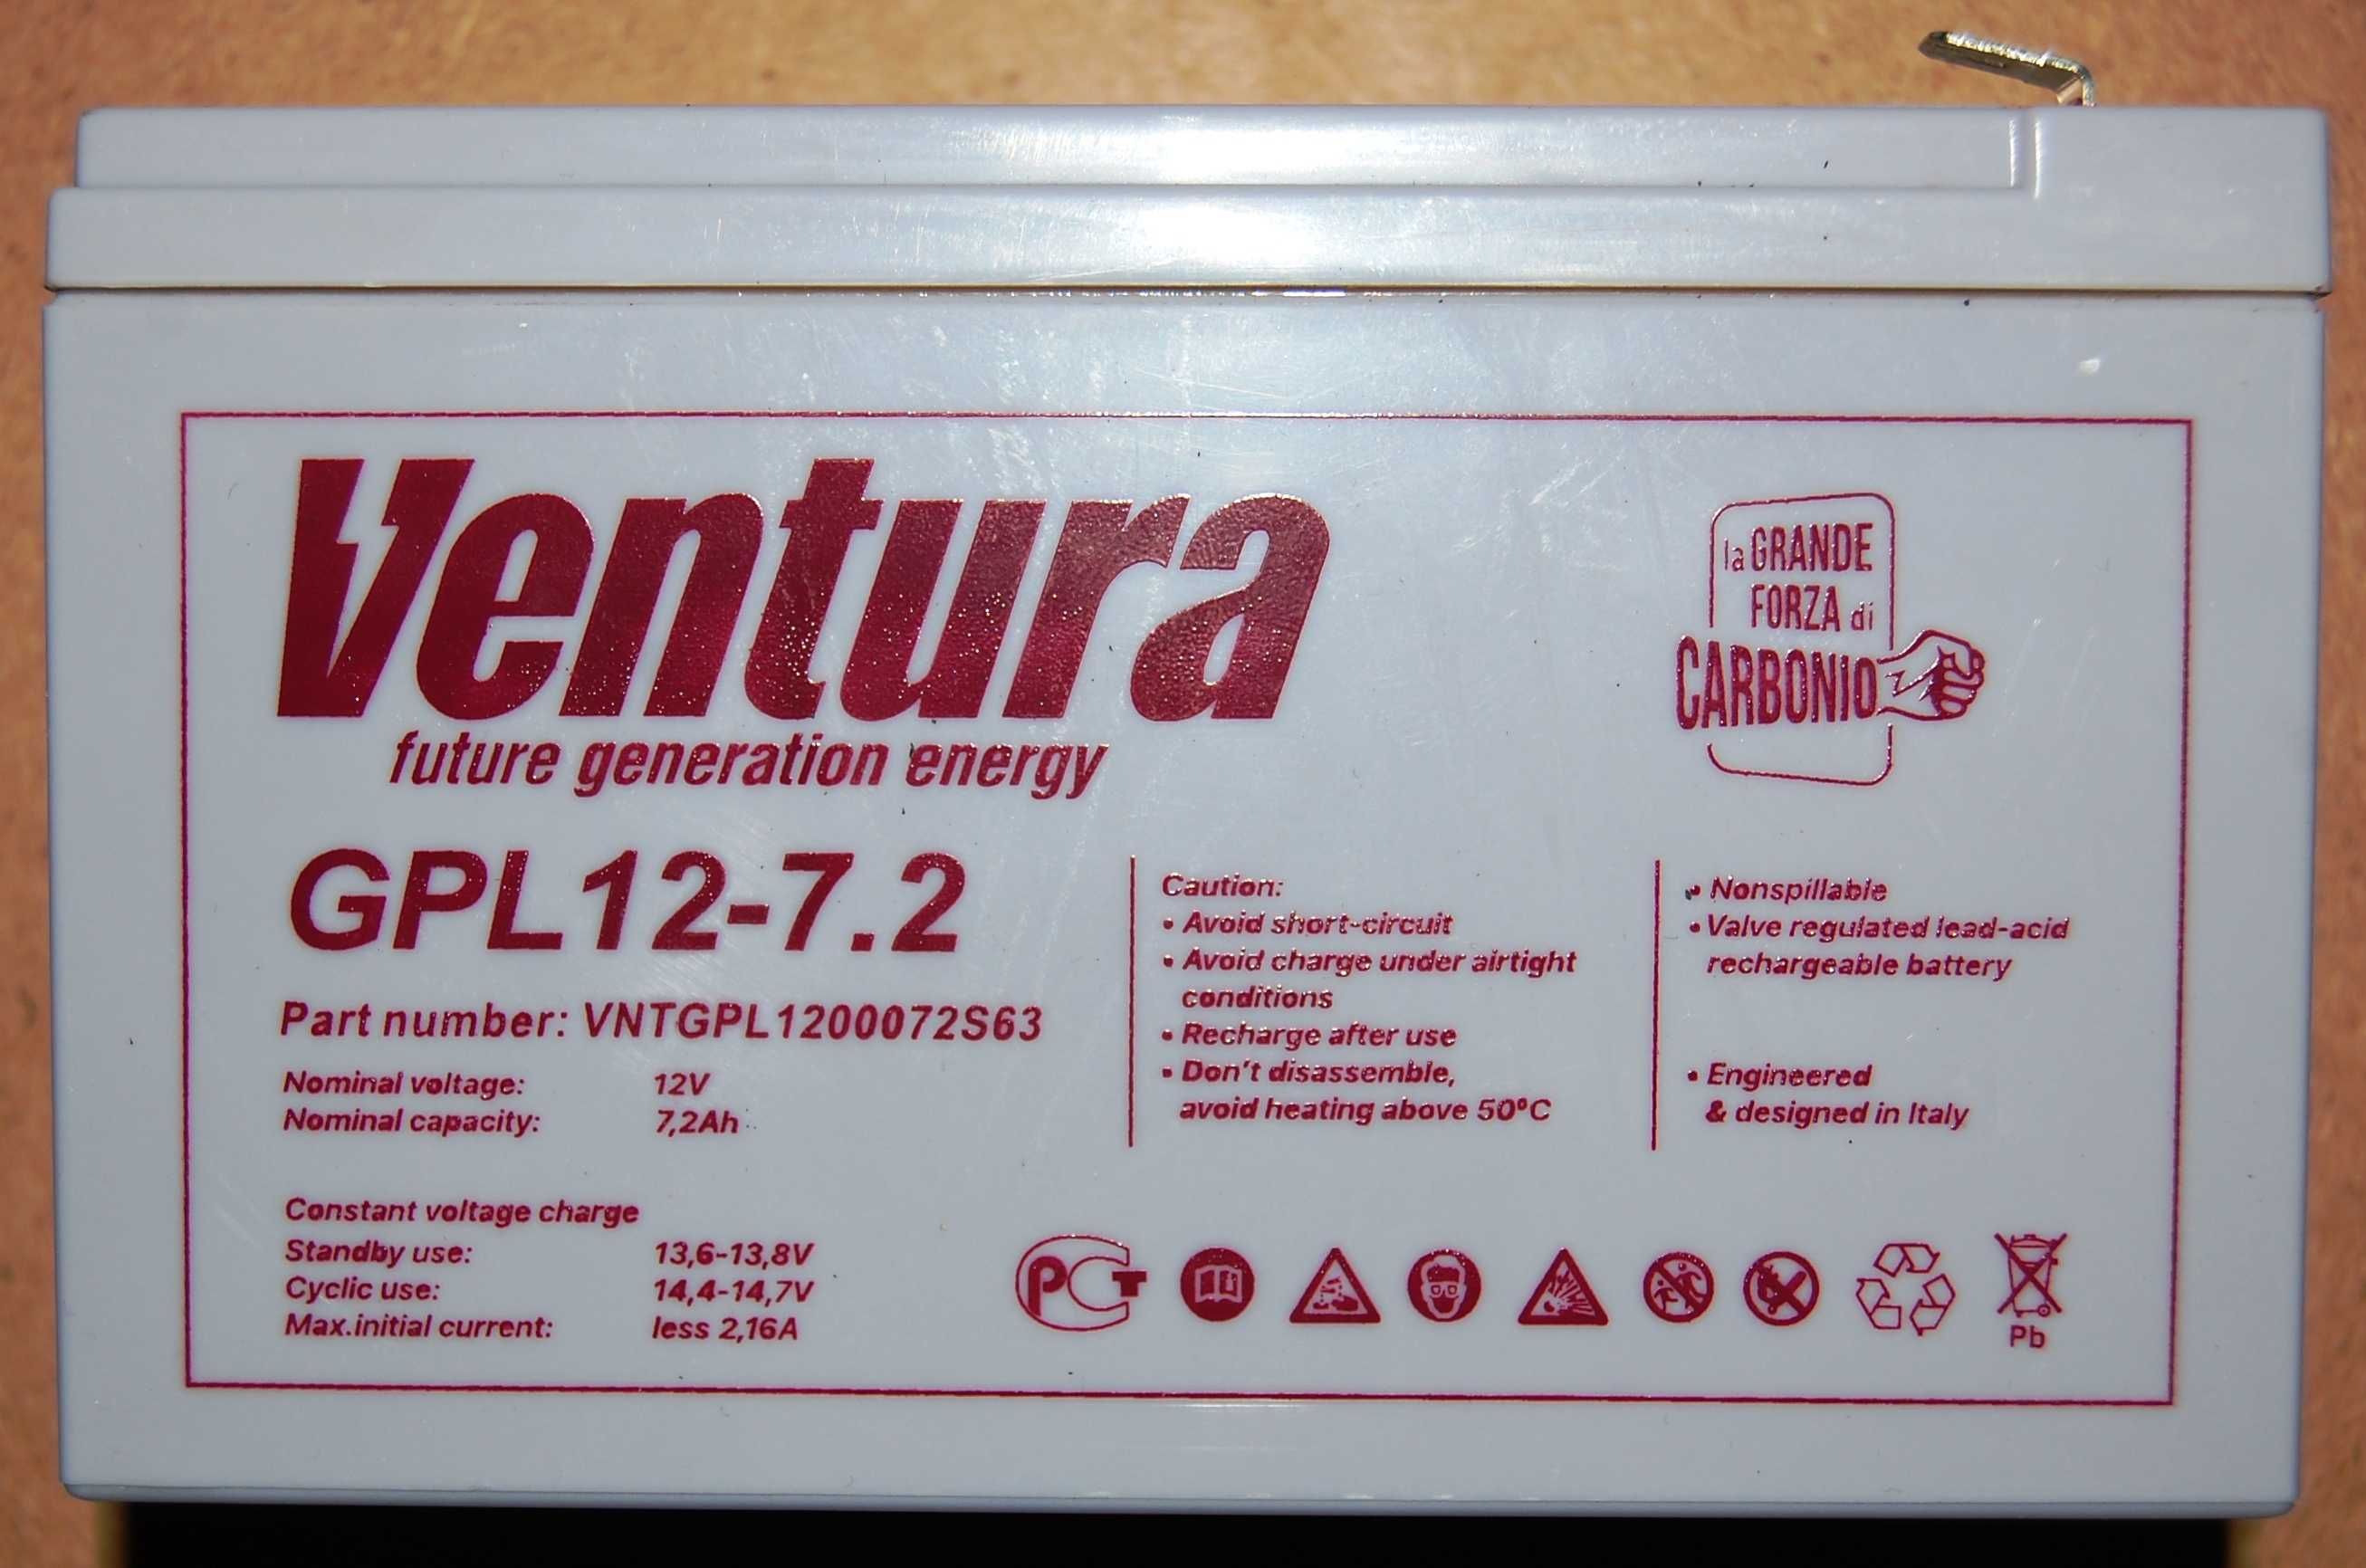 Ventura
future generation energy
la GRANDE
FORZA di
CARBONIO
GPL12-7.2
Part number: VNTGPL1200072S63
Nominal voltage: 12V
Nominal capacity: 7,2Ah
Constant voltage charge
Standby use: 13,6-13,8V
Cyclic use: 14,4-14,7V
Max.initial current: less 2,16A
Caution:
• Avoid short-circuit
• Avoid charge under airtight
conditions
• Recharge after use
• Don't disassemble,
avoid heating above 50°C
• Nonspillable
• Valve regulated lead-acid
rechargeable battery
• Engineered
& designed in Italy
РСТ
Pb